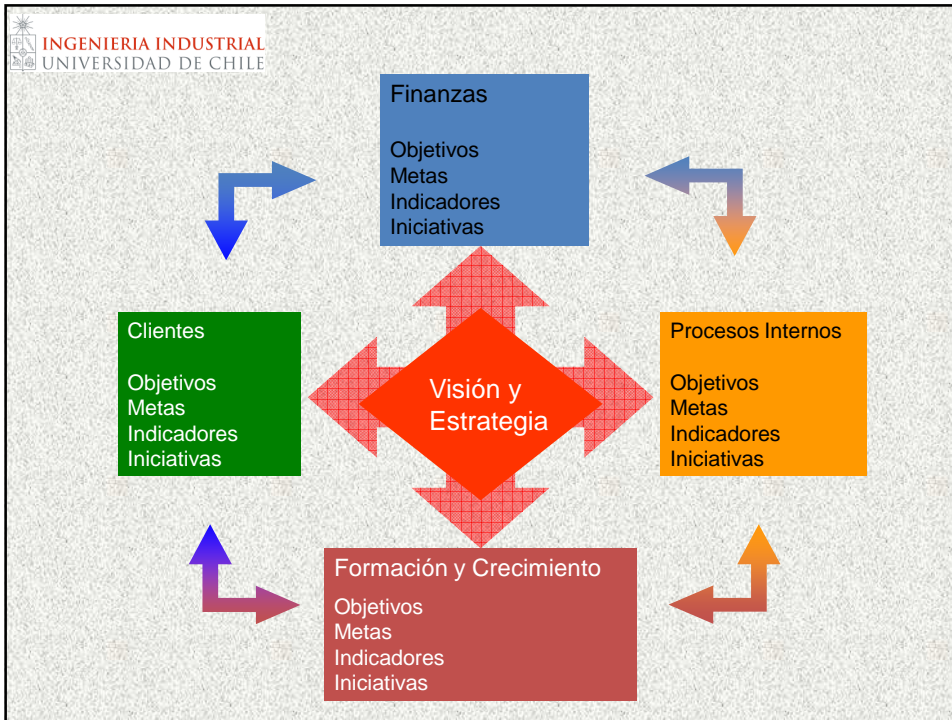 INGENIERIA INDUSTRIAL
UNIVERSIDAD DE CHILE
Finanzas
Objetivos
Metas
Indicadores
Iniciativas
Clientes
Objetivos
Metas
Indicadores
Iniciativas
Visión y
Estrategia
Procesos Internos
Objetivos
Metas
Indicadores
Iniciativas
Formación y Crecimiento
Objetivos
Metas
Indicadores
Iniciativas